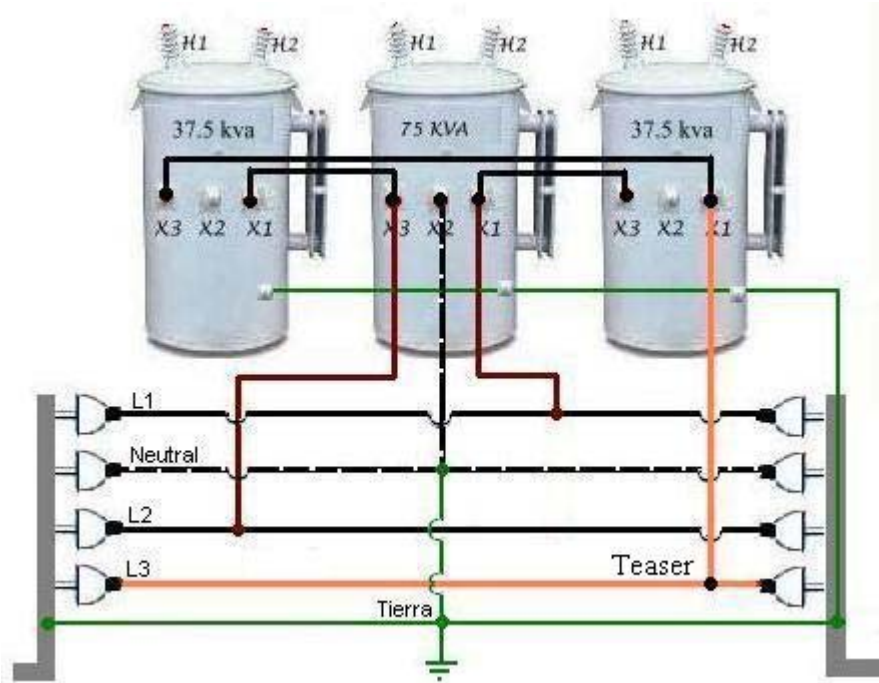 H1 H2 H1 H2 H1 H2
37.5 kva 75 KVA 37.5 kva
X3 X2 X1 X3 X2 X1 X3 X2 X1
L1
Neutral
L2
L3 Teaser
Tierra